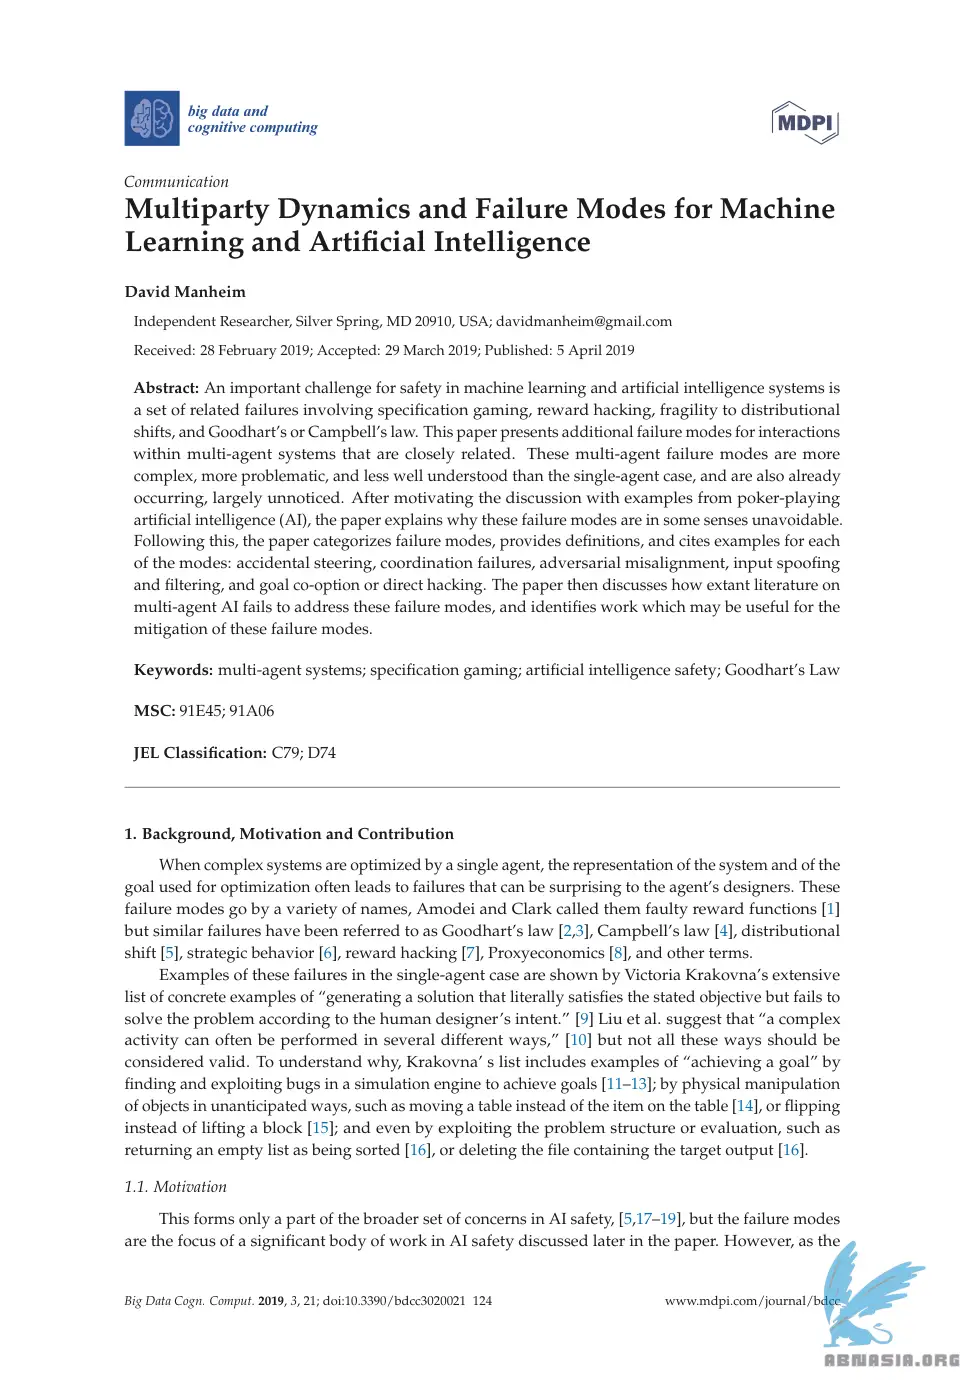 big data and
cognitive computing
MDPI
Communication
Multiparty Dynamics and Failure Modes for Machine
Learning and Artificial Intelligence
David Manheim
Independent Researcher, Silver Spring, MD 20910, USA; davidmanheim@gmail.com
Received: 28 February 2019; Accepted: 29 March 2019; Published: 5 April 2019
Abstract: An important challenge for safety in machine learning and artificial intelligence systems is
a set of related failures involving specification gaming, reward hacking, fragility to distributional
shifts, and Goodhart's or Campbell's law. This paper presents additional failure modes for interactions
within multi-agent systems that are closely related. These multi-agent failure modes are more
complex, more problematic, and less well understood than the single-agent case, and are also already
occurring, largely unnoticed. After motivating the discussion with examples from poker-playing
artificial intelligence (AI), the paper explains why these failure modes are in some senses unavoidable.
Following this, the paper categorizes failure modes, provides definitions, and cites examples for each
of the modes: accidental steering, coordination failures, adversarial misalignment, input spoofing
and filtering, and goal co-option or direct hacking. The paper then discusses how extant literature on
multi-agent AI fails to address these failure modes, and identifies work which may be useful for the
mitigation of these failure modes.
Keywords: multi-agent systems; specification gaming; artificial intelligence safety; Goodhart's Law
MSC: 91E45; 91A06
JEL Classification: C79; D74
1. Background, Motivation and Contribution
When complex systems are optimized by a single agent, the representation of the system and of the
goal used for optimization often leads to failures that can be surprising to the agent's designers. These
failure modes go by a variety of names, Amodei and Clark called them faulty reward functions [1]
but similar failures have been referred to as Goodhart's law [2,3], Campbell's law [4], distributional
shift [5], strategic behavior [6], reward hacking [7], Proxyeconomics [8], and other terms.
Examples of these failures in the single-agent case are shown by Victoria Krakovna's extensive
list of concrete examples of "generating a solution that literally satisfies the stated objective but fails to
solve the problem according to the human designer's intent." [9] Liu et al. suggest that "a complex
activity can often be performed in several different ways," [10] but not all these ways should be
considered valid. To understand why, Krakovna' s list includes examples of "achieving a goal" by
finding and exploiting bugs in a simulation engine to achieve goals [11–13]; by physical manipulation
of objects in unanticipated ways, such as moving a table instead of the item on the table [14], or flipping
instead of lifting a block [15]; and even by exploiting the problem structure or evaluation, such as
returning an empty list as being sorted [16], or deleting the file containing the target output [16].
1.1. Motivation
This forms only a part of the broader set of concerns in AI safety, [5,17–19], but the failure modes
are the focus of a significant body of work in AI safety discussed later in the paper. However, as the
Big Data Cogn. Comput. 2019, 3, 21; doi:10.3390/bdcc3020021 124 www.mdpi.com/journal/bdcc
ABNASIA.ORG